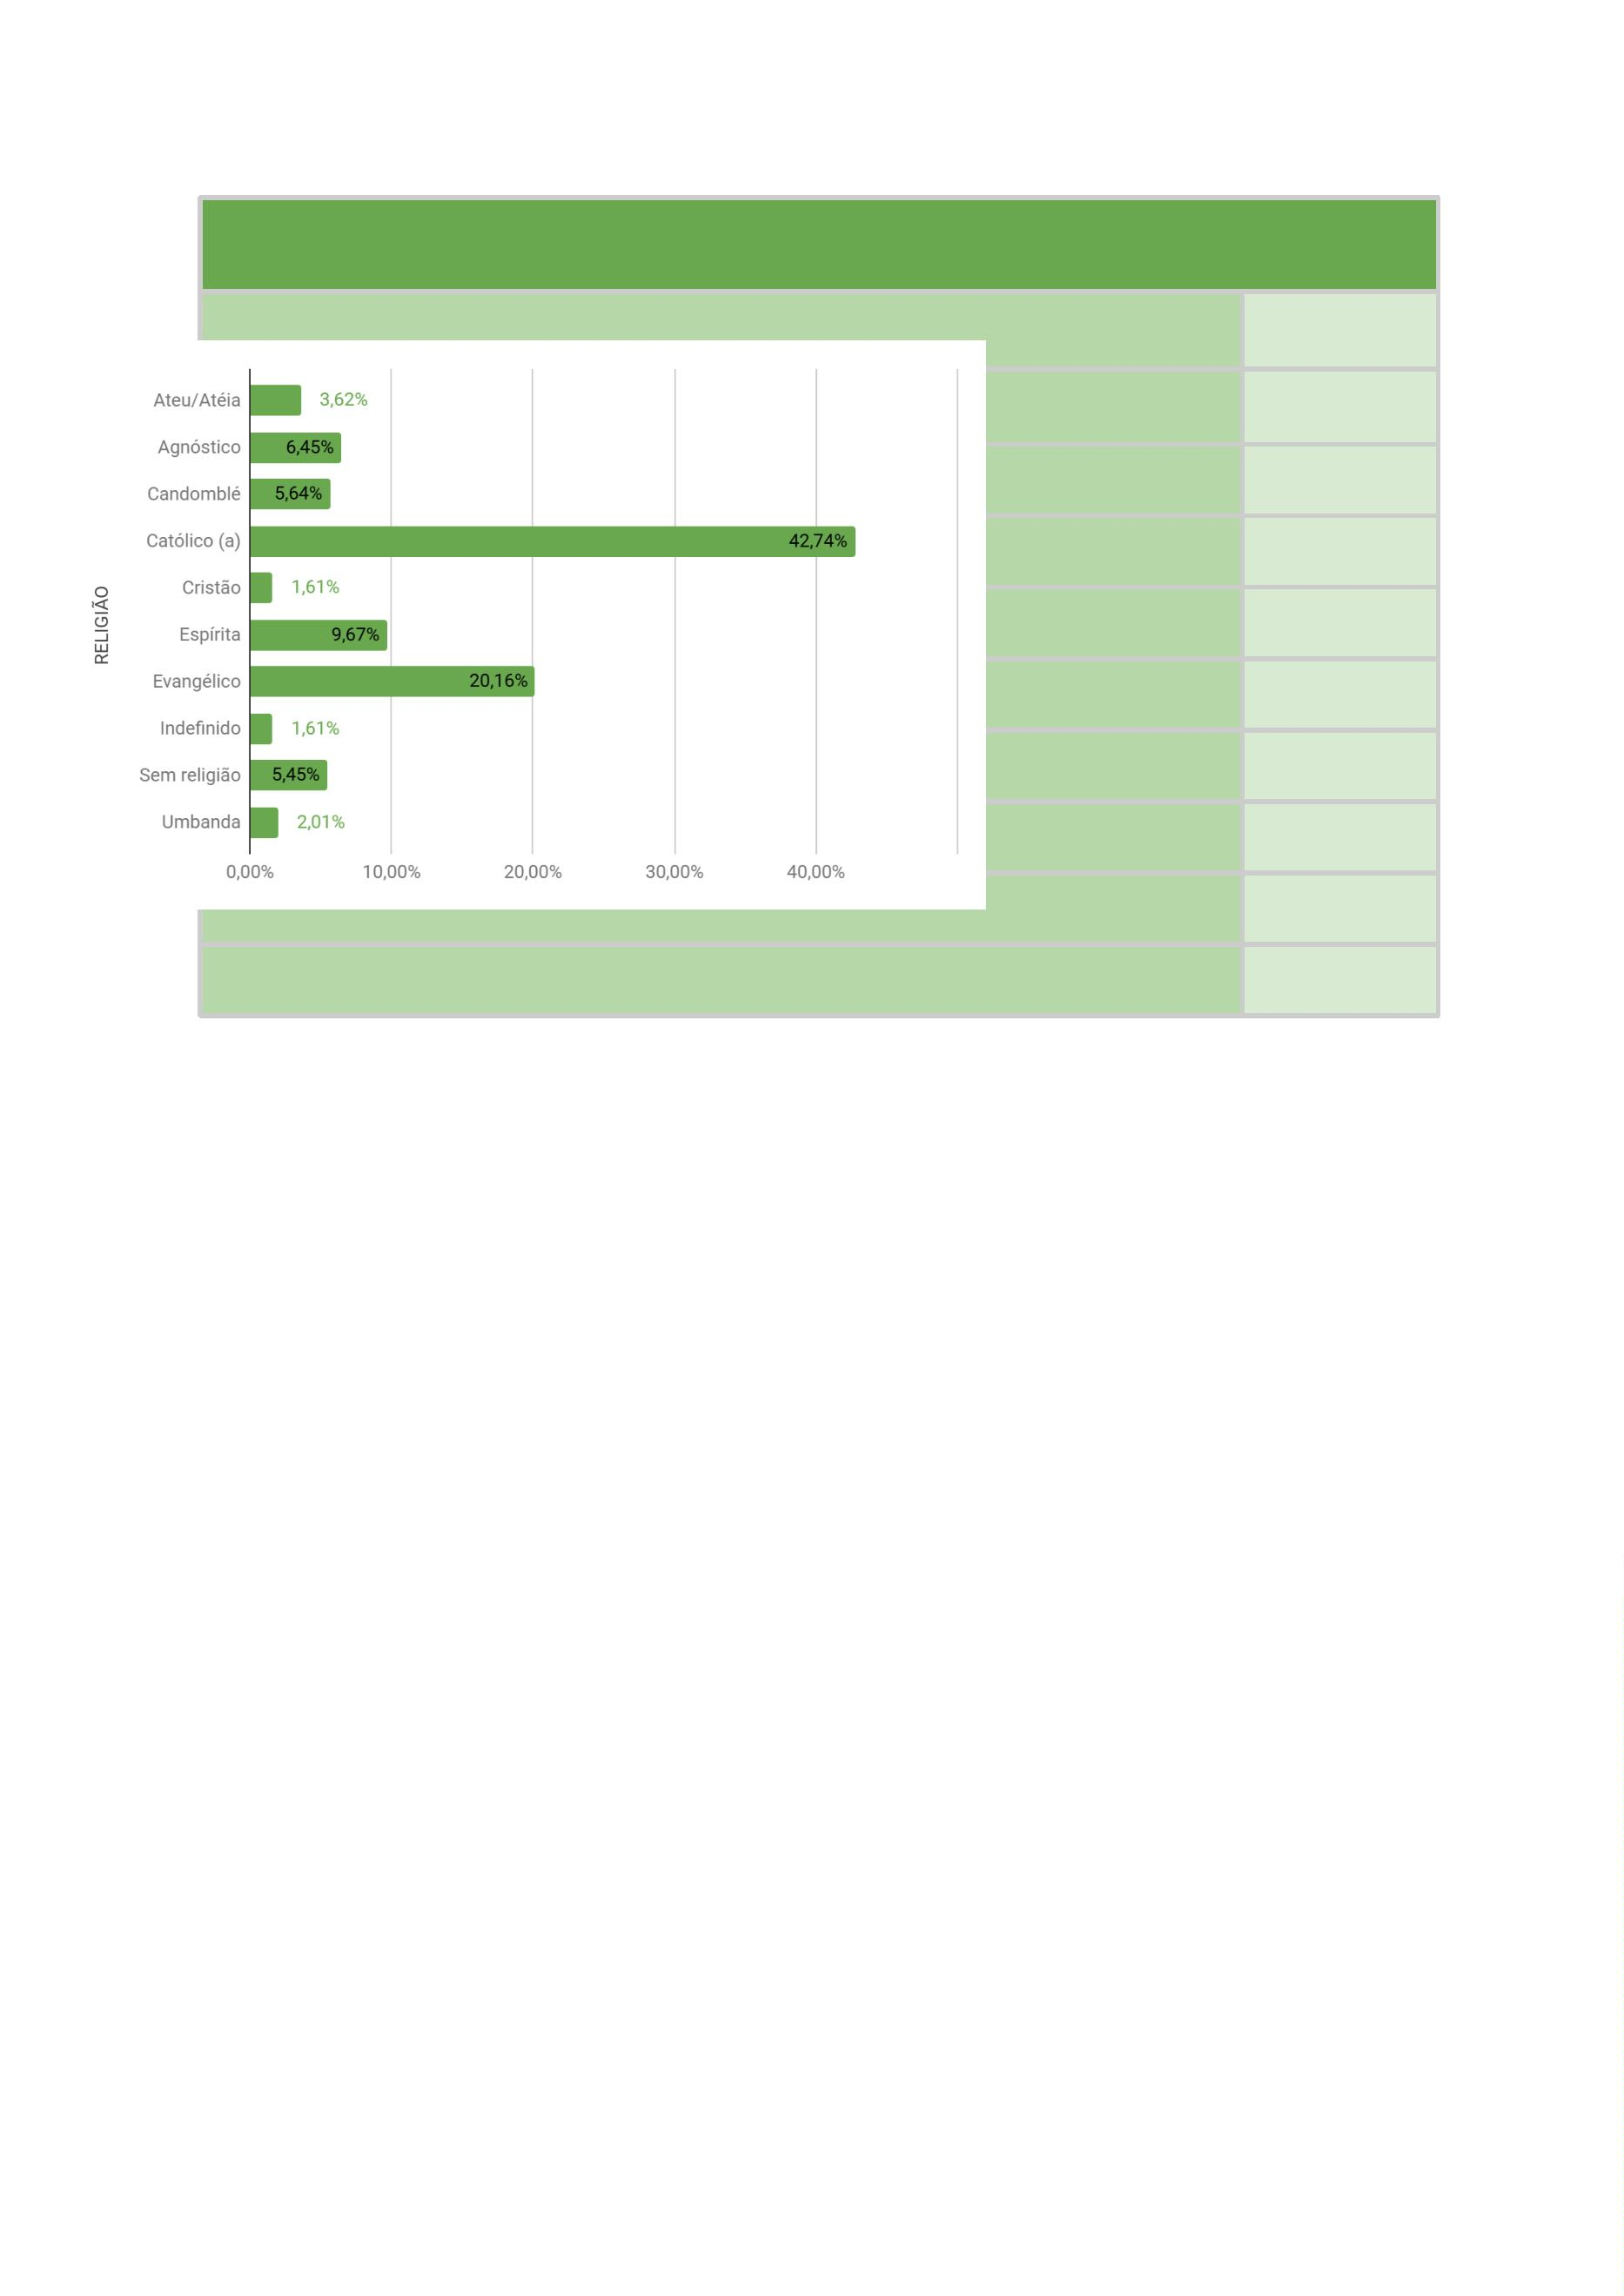 RELIGIÃO
Ateu/Atéia 3,62%
Agnóstico 6,45%
Candomblé 5,64%
Católico (a) 42,74%
Cristão 1,61%
Espírita 9,67%
Evangélico 20,16%
Indefinido 1,61%
Sem religião 5,45%
Umbanda 2,01%
0,00% 10,00% 20,00% 30,00% 40,00%